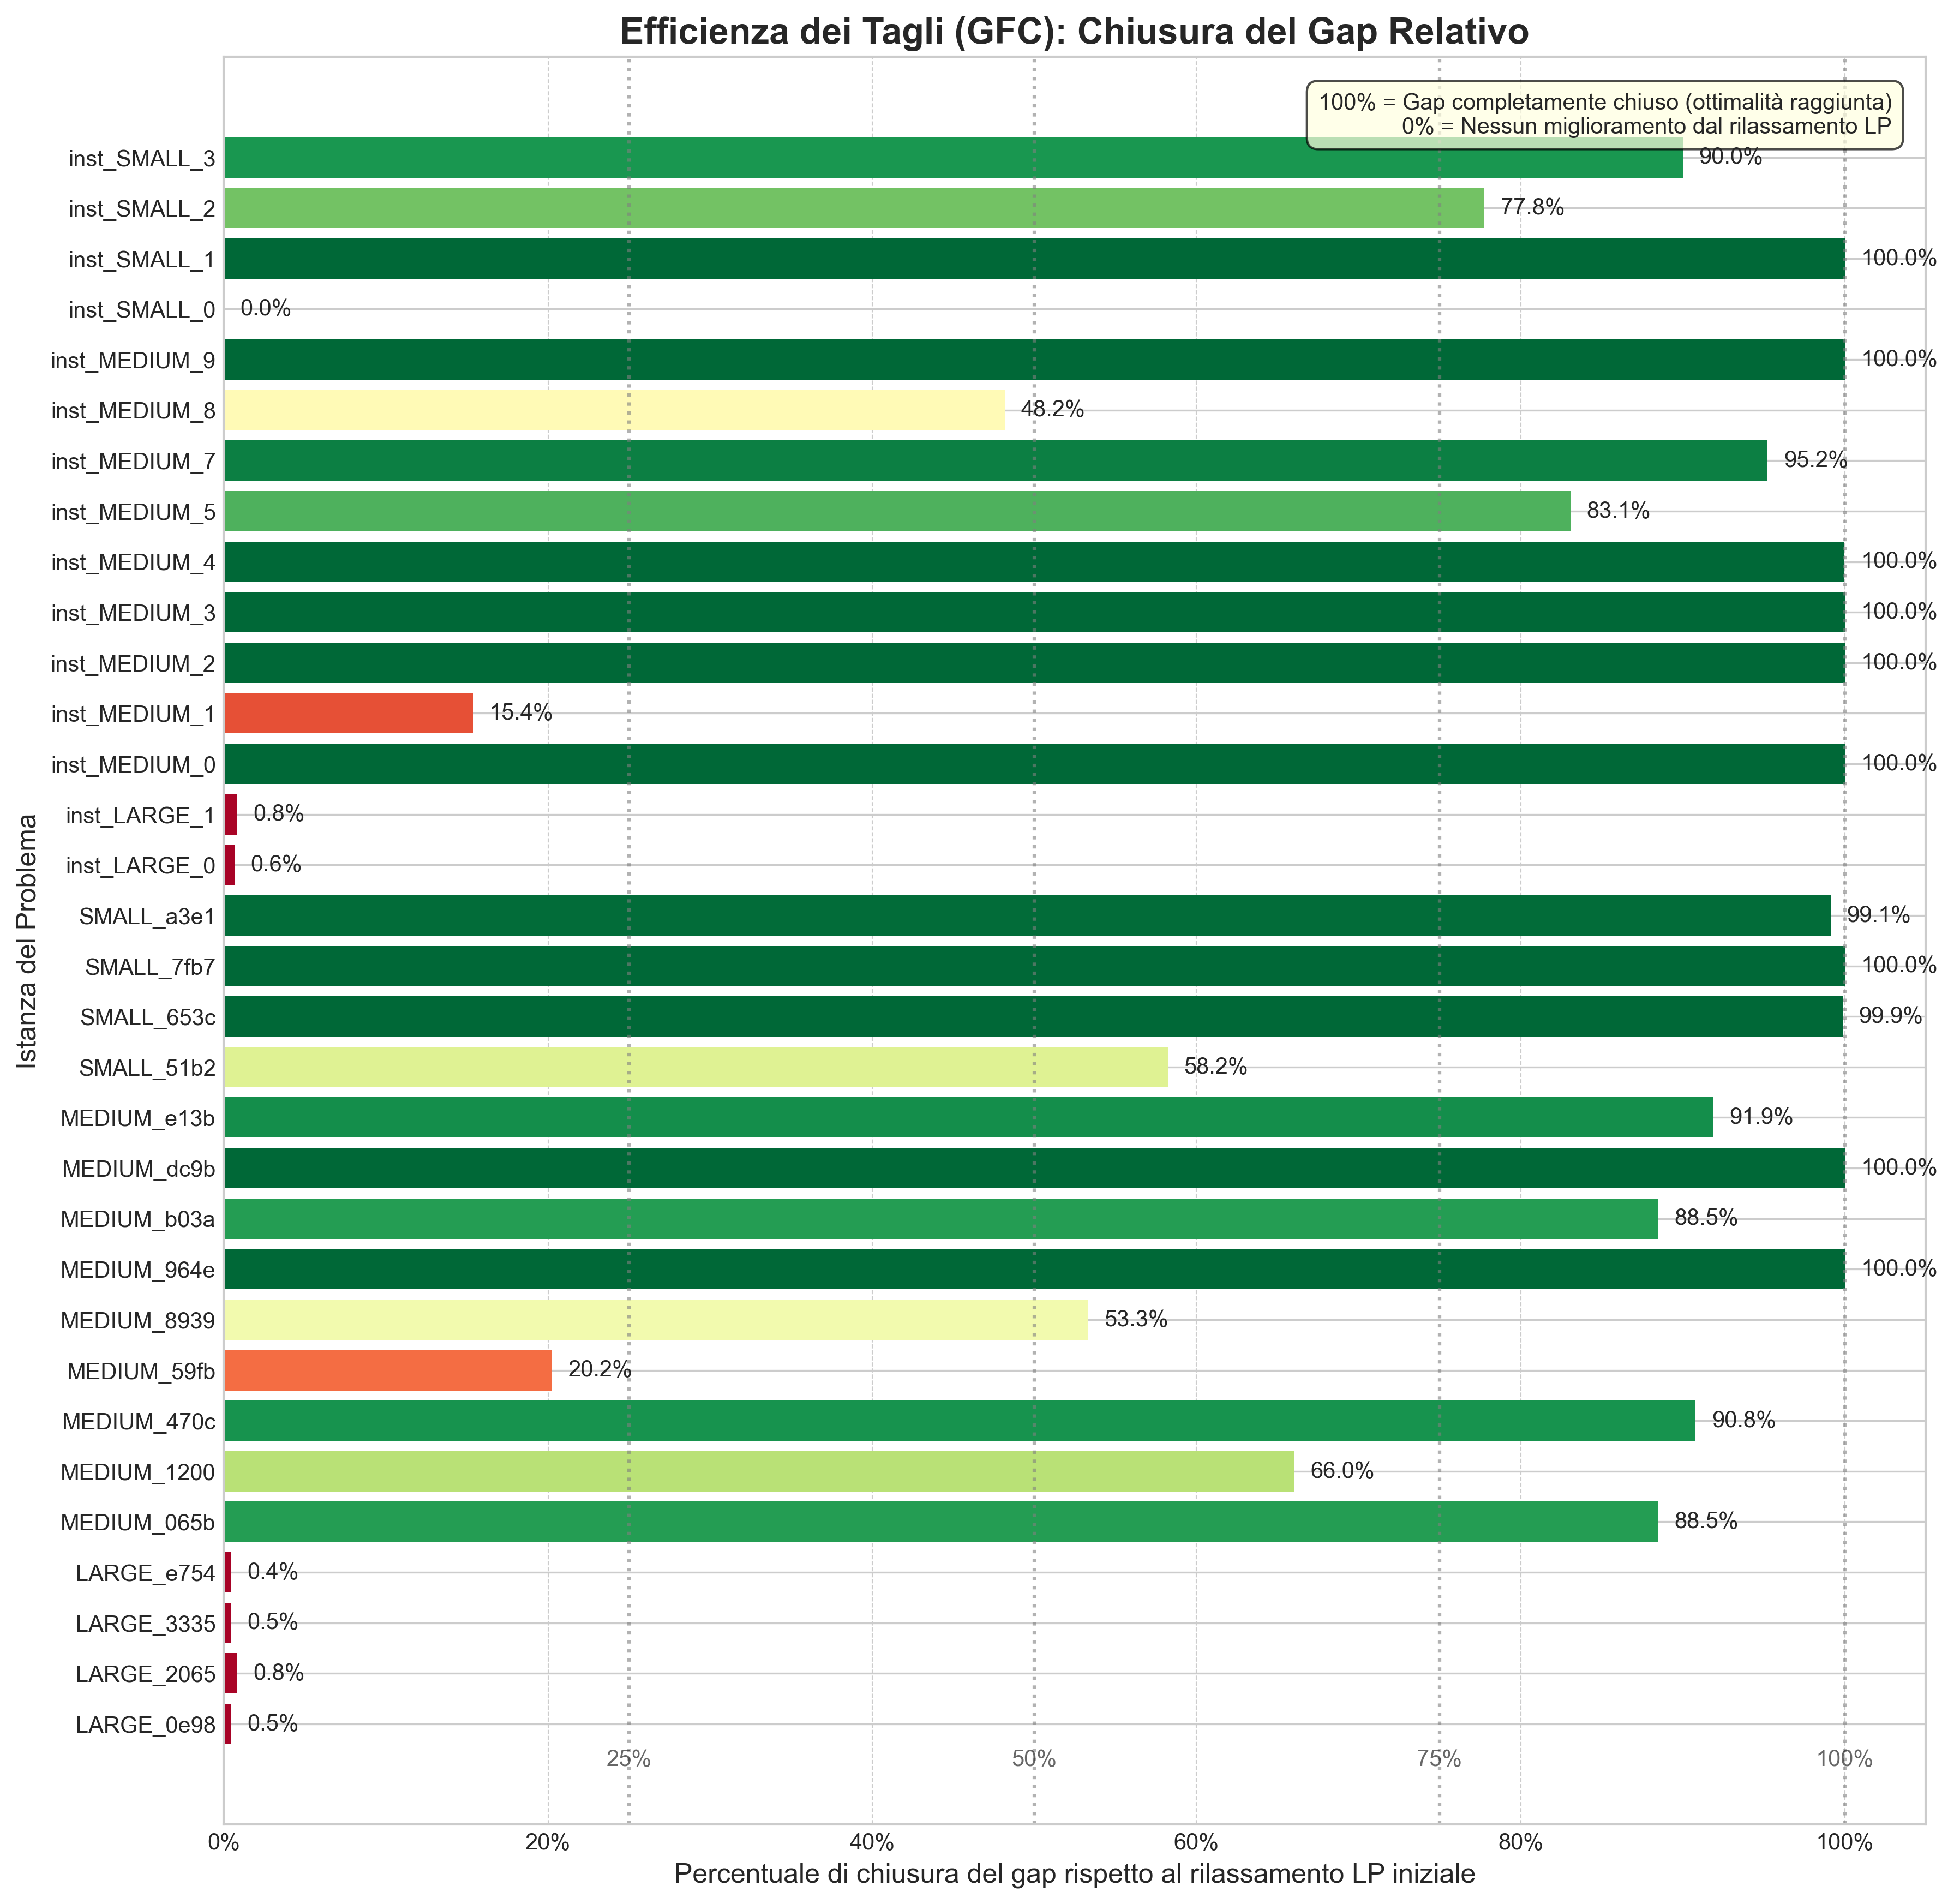 Efficienza dei Tagli (GFC): Chiusura del Gap Relativo
100% = Gap completamente chiuso (ottimalità raggiunta)
0% = Nessun miglioramento dal rilassamento LP
Istanza del Problema
inst_SMALL_3 90.0%
inst_SMALL_2 77.8%
inst_SMALL_1 100.0%
inst_SMALL_0 0.0%
inst_MEDIUM_9 100.0%
inst_MEDIUM_8 48.2%
inst_MEDIUM_7 95.2%
inst_MEDIUM_5 83.1%
inst_MEDIUM_4 100.0%
inst_MEDIUM_3 100.0%
inst_MEDIUM_2 100.0%
inst_MEDIUM_1 15.4%
inst_MEDIUM_0 100.0%
inst_LARGE_1 0.8%
inst_LARGE_0 0.6%
SMALL_a3e1 99.1%
SMALL_7fb7 100.0%
SMALL_653c 99.9%
SMALL_51b2 58.2%
MEDIUM_e13b 91.9%
MEDIUM_dc9b 100.0%
MEDIUM_b03a 88.5%
MEDIUM_964e 100.0%
MEDIUM_8939 53.3%
MEDIUM_59fb 20.2%
MEDIUM_470c 90.8%
MEDIUM_1200 66.0%
MEDIUM_065b 88.5%
LARGE_e754 0.4%
LARGE_3335 0.5%
LARGE_2065 0.8%
LARGE_0e98 0.5%
25% 50% 75% 100%
0% 20% 40% 60% 80% 100%
Percentuale di chiusura del gap rispetto al rilassamento LP iniziale